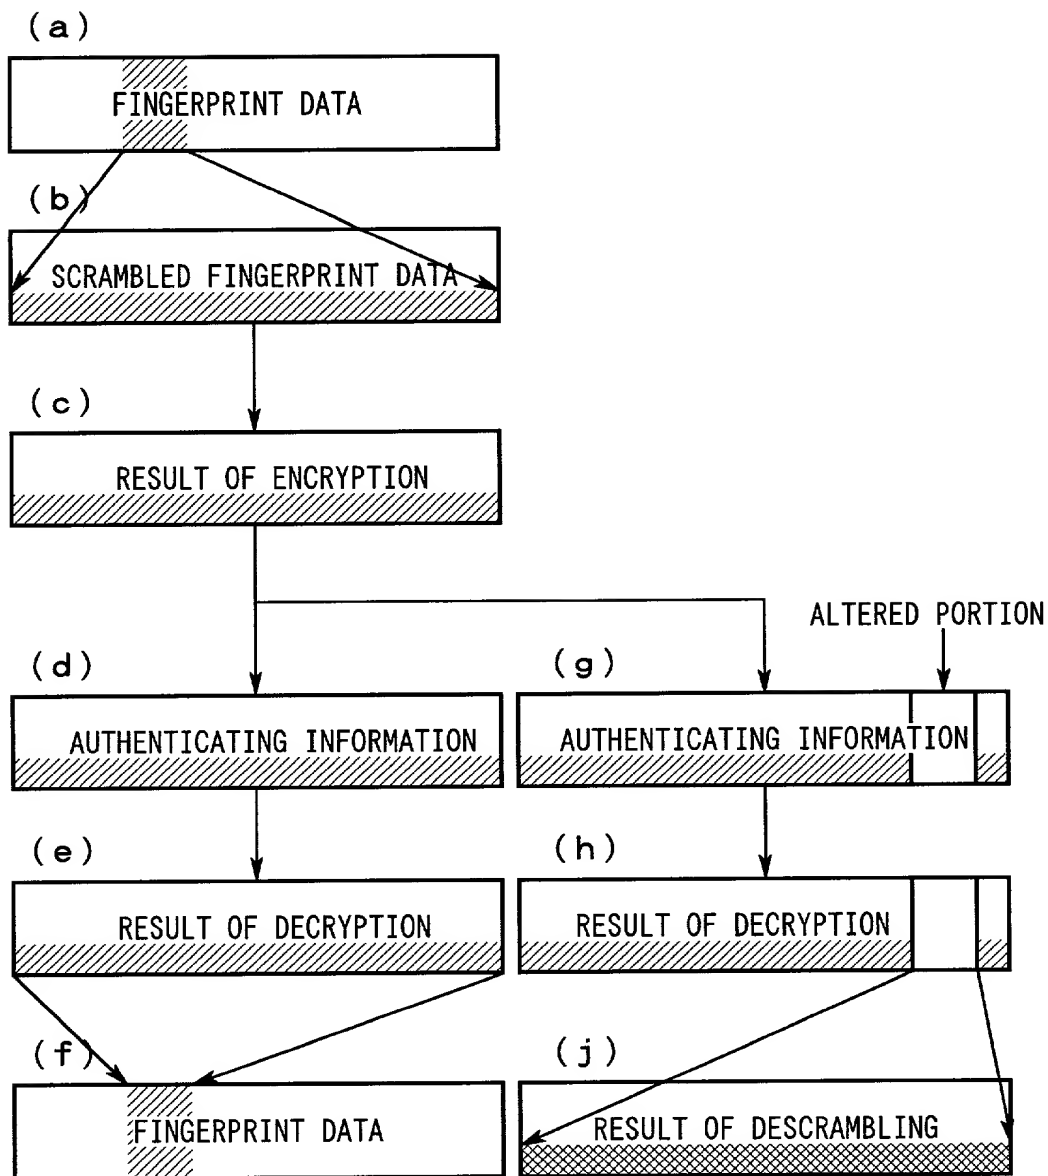 (a)
FINGERPRINT DATA
(b)
SCRAMBLED FINGERPRINT DATA
(c)
RESULT OF ENCRYPTION
ALTERED PORTION
(d)
(g)
AUTHENTICATING INFORMATION
AUTHENTICATING INFORMATION
(e)
(h)
RESULT OF DECRYPTION
RESULT OF DECRYPTION
(f)
(j)
FINGERPRINT DATA
RESULT OF DESCRAMBLING